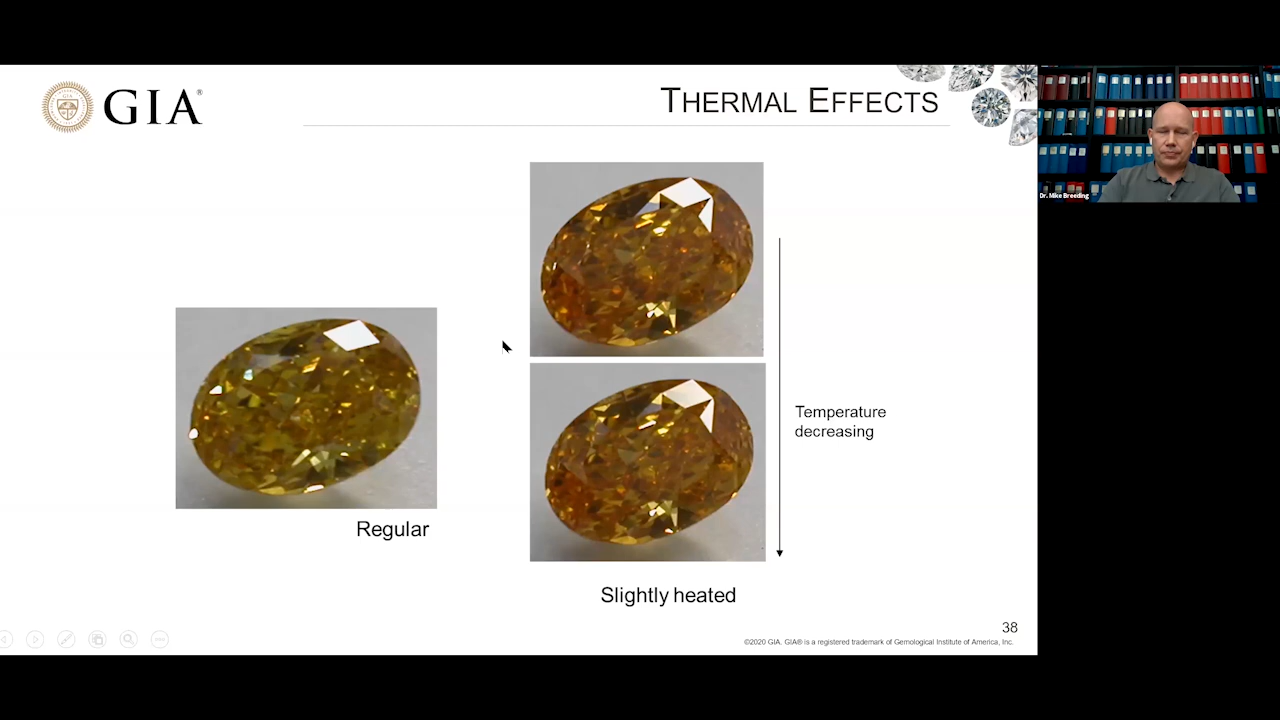 GIA®
THERMAL EFFECTS
Dr. Mike Breeding
Temperature
decreasing
Regular
Slightly heated
38
©2020 GIA. GIA® is a registered trademark of Gemological Institute of America, Inc.